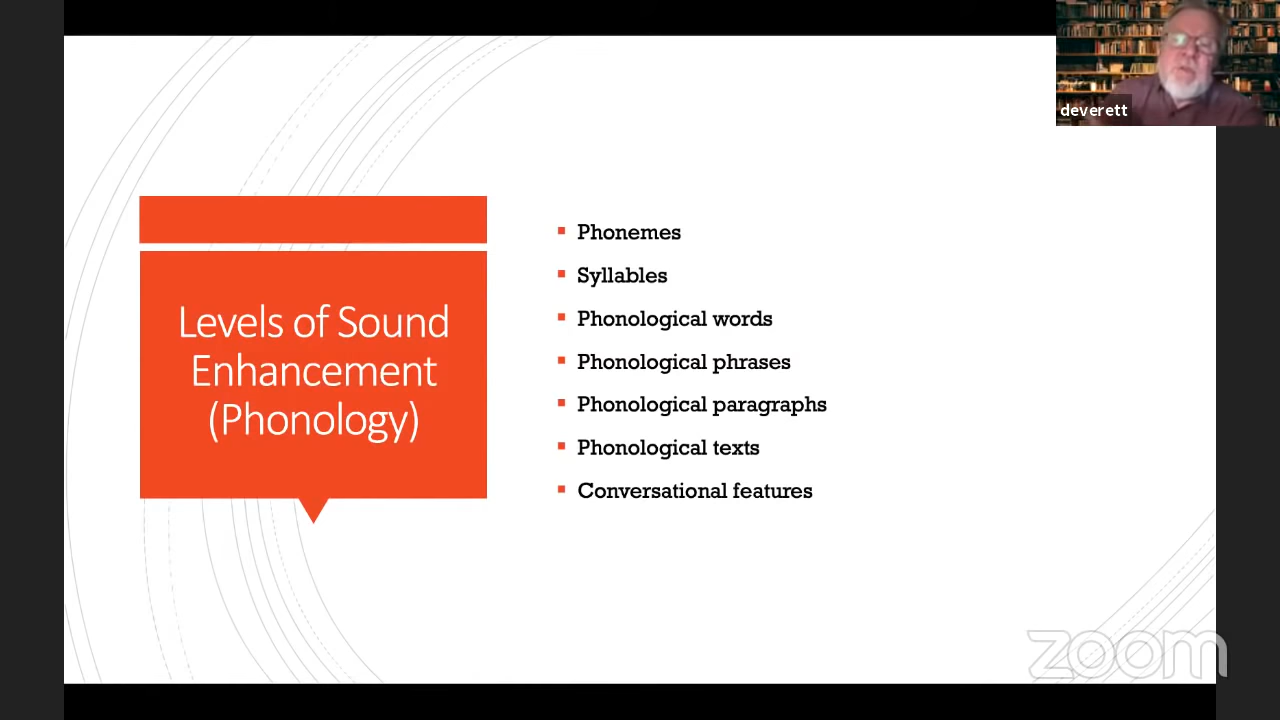 deverett
Levels of Sound
Enhancement
(Phonology)
Phonemes
Syllables
Phonological words
Phonological phrases
Phonological paragraphs
Phonological texts
Conversational features
zoom